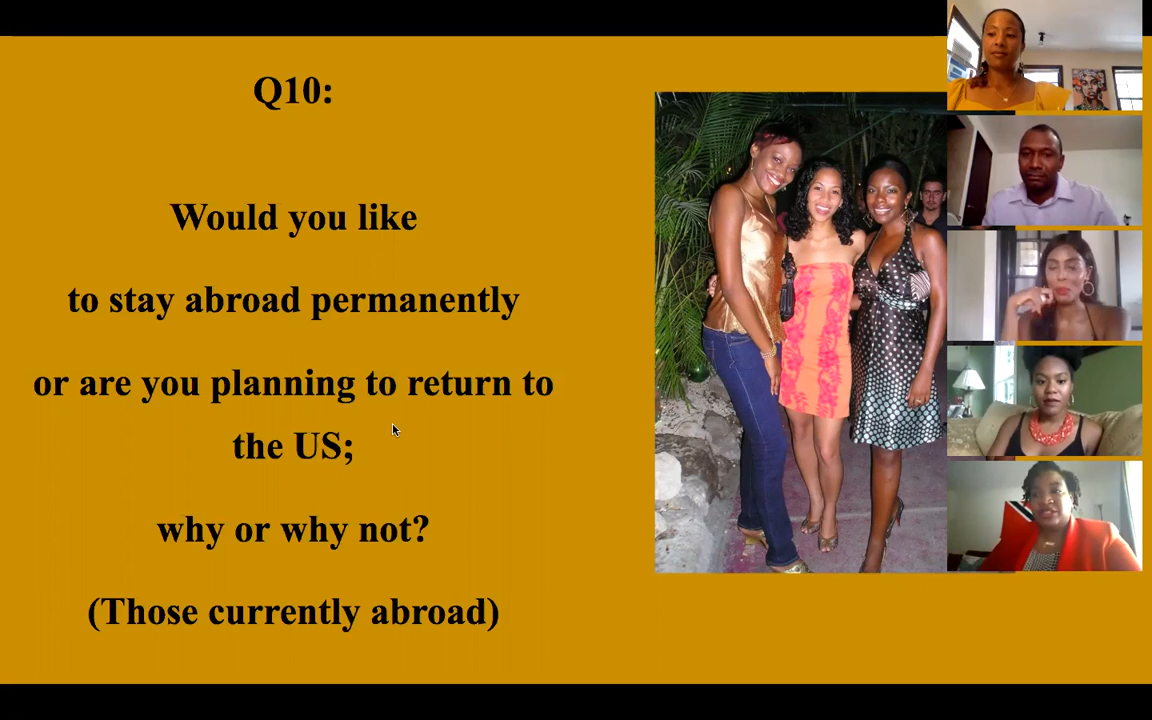 Q10:
Would you like
to stay abroad permanently
or are you planning to return to
the US;
why or why not?
(Those currently abroad)